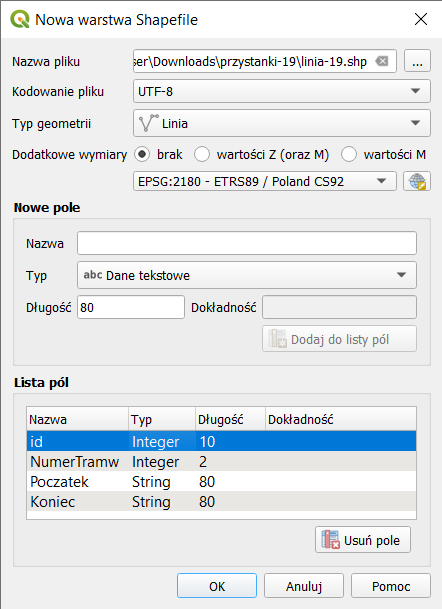 Nowa warstwa Shapefile
Nazwa pliku ;er\Downloads\przystanki-19\linia-19.shp ...
Kodowanie pliku UTF-8
Typ geometrii Linia
Dodatkowe wymiary brak wartości Z (oraz M) wartości M
EPSG:2180 - ETRS89 / Poland CS92
Nowe pole
Nazwa
Typ abc Dane tekstowe
Długość 80 Dokładność
Dodaj do listy pól
Lista pól
Nazwa Typ Długość Dokładność
id Integer 10
NumerTramw Integer 2
Poczatek String 80
Koniec String 80
Usuń pole
OK Anuluj Pomoc